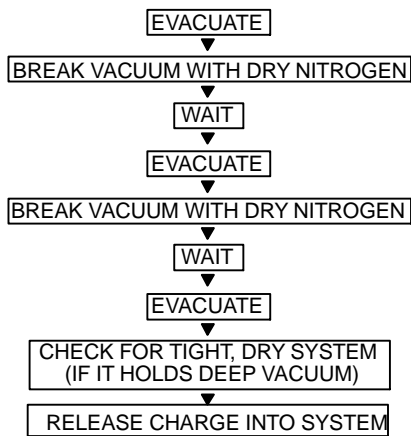 EVACUATE
BREAK VACUUM WITH DRY NITROGEN
WAIT
EVACUATE
BREAK VACUUM WITH DRY NITROGEN
WAIT
EVACUATE
CHECK FOR TIGHT, DRY SYSTEM
(IF IT HOLDS DEEP VACUUM)
RELEASE CHARGE INTO SYSTEM